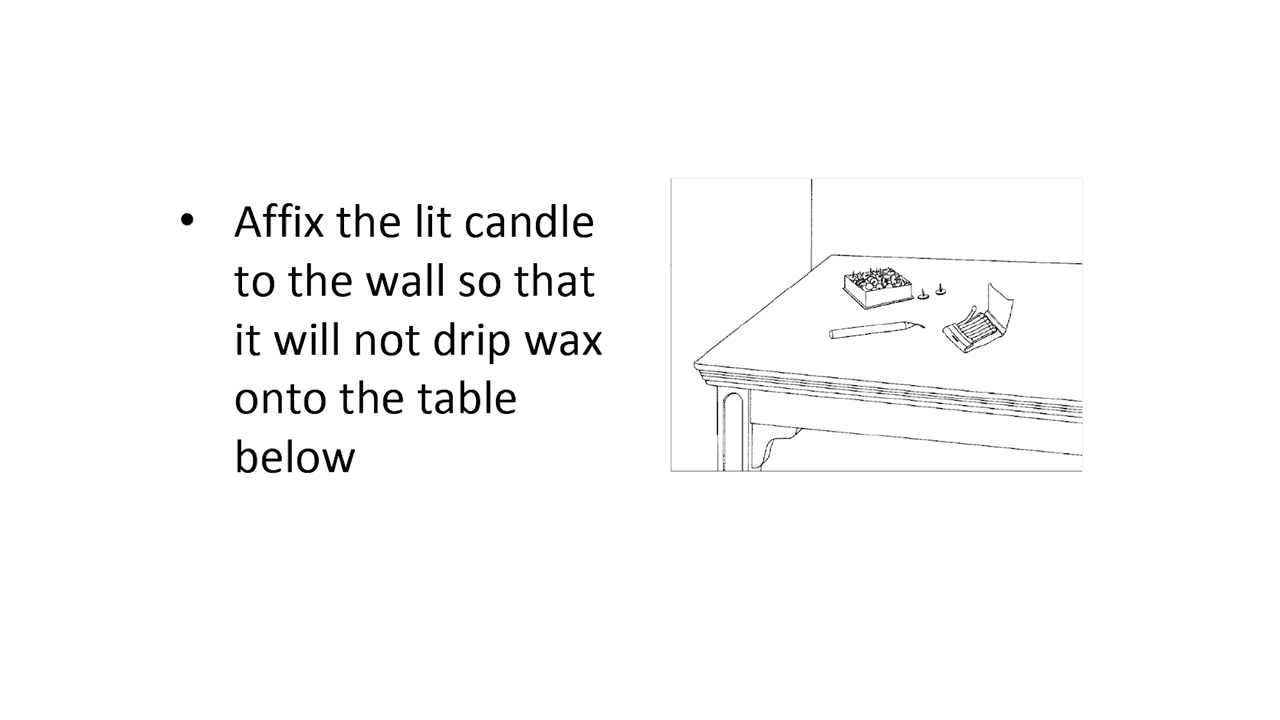 • Affix the lit candle
to the wall so that
it will not drip wax
onto the table
below